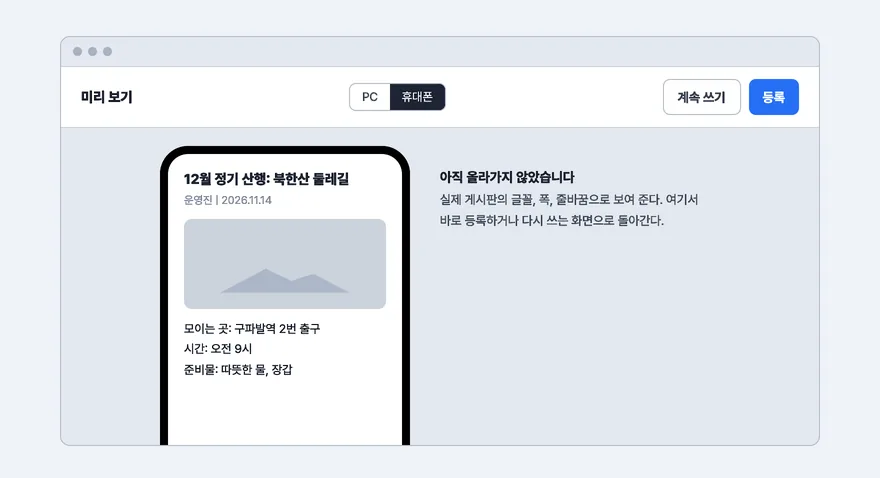 미리 보기
PC
휴대폰
계속 쓰기
등록
12월 정기 산행: 북한산 둘레길
운영진 | 2026.11.14
모이는 곳: 구파발역 2번 출구
시간: 오전 9시
준비물: 따뜻한 물, 장갑
아직 올라가지 않았습니다
실제 게시판의 글꼴, 폭, 줄바꿈으로 보여 준다. 여기서
바로 등록하거나 다시 쓰는 화면으로 돌아간다.